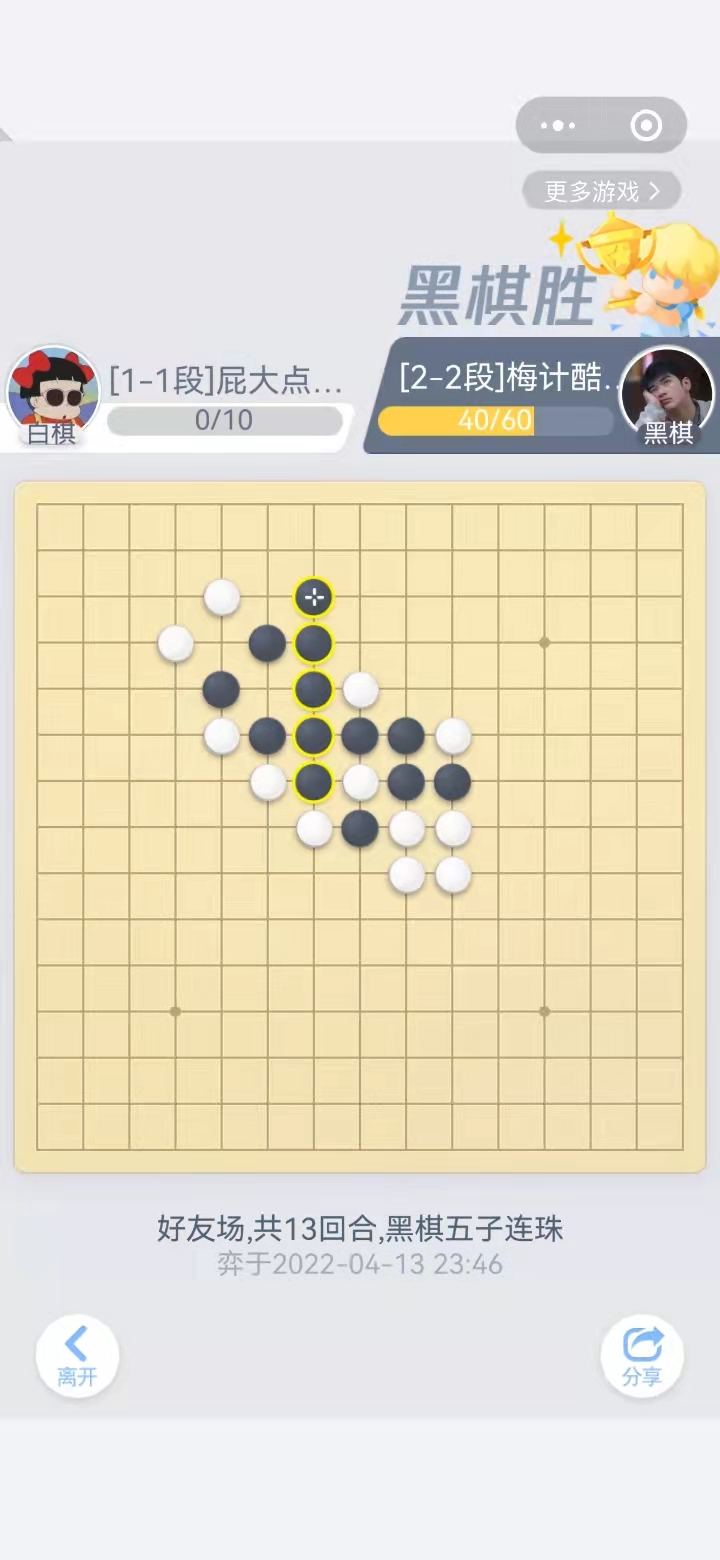 更多游戏
黑棋胜
[1-1段]屁大点...
0/10
白棋
[2-2段]梅计酷..
40/60
黑棋
好友场,共13回合,黑棋五子连珠
弈于2022-04-13 23:46
离开
分享